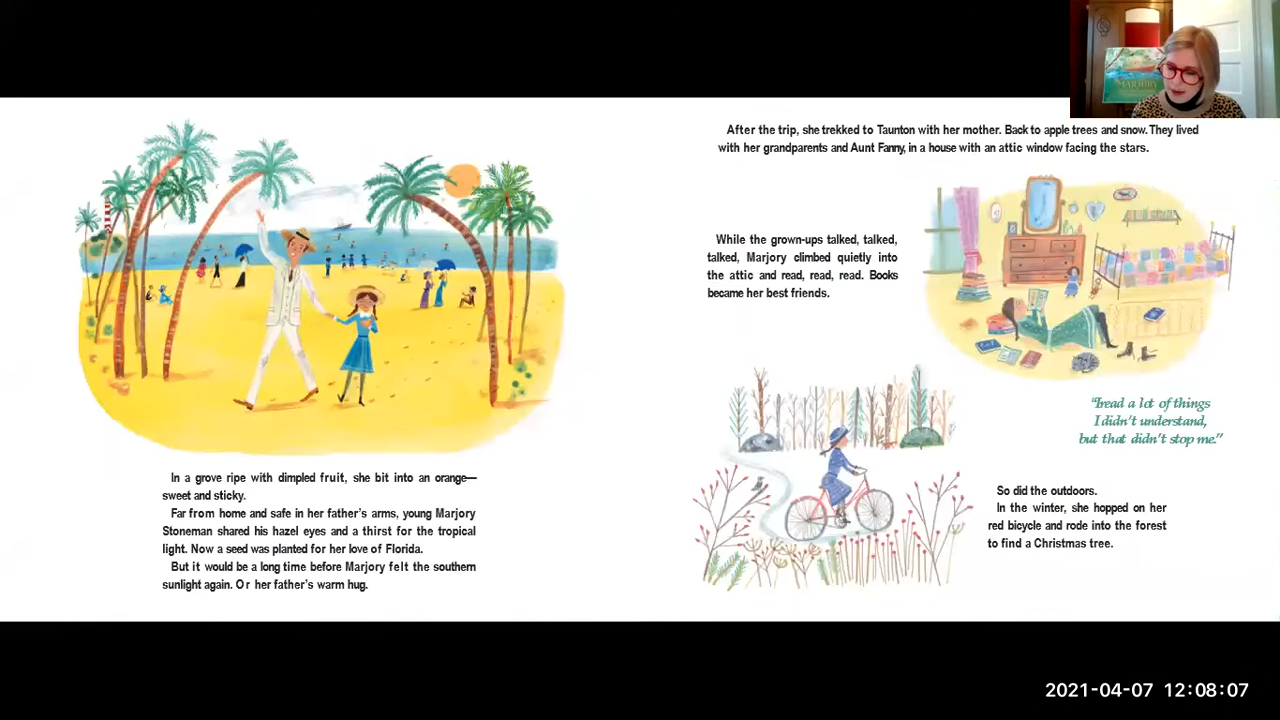 In a grove ripe with dimpled fruit, she bit into an orange—
sweet and sticky.
Far from home and safe in her father's arms, young Marjory
Stoneman shared his hazel eyes and a thirst for the tropical
light. Now a seed was planted for her love of Florida.
But it would be a long time before Marjory felt the southern
sunlight again. Or her father's warm hug.
After the trip, she trekked to Taunton with her mother. Back to apple trees and snow. They lived
with her grandparents and Aunt Fanny, in a house with an attic window facing the stars.
While the grown-ups talked, talked,
talked, Marjory climbed quietly into
the attic and read, read, read. Books
became her best friends.
"I read a lot of things
I didn't understand,
but that didn't stop me."
So did the outdoors.
In the winter, she hopped on her
red bicycle and rode into the forest
to find a Christmas tree.
MARJORY
2021-04-07 12:08:07